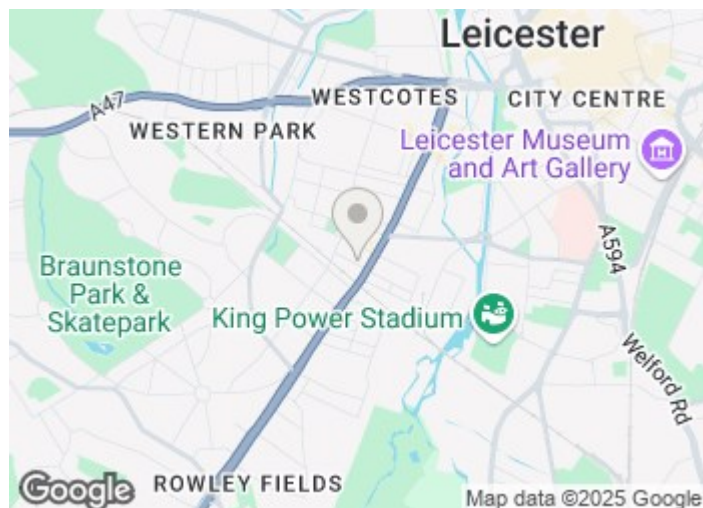 Leicester
A47
WESTCOTES
CITY CENTRE
WESTERN PARK
Leicester Museum
and Art Gallery
A594
Braunstone
Park &
Skatepark
King Power Stadium
Welford Rd
ROWLEY FIELDS
Google
Map data ©2025 Google